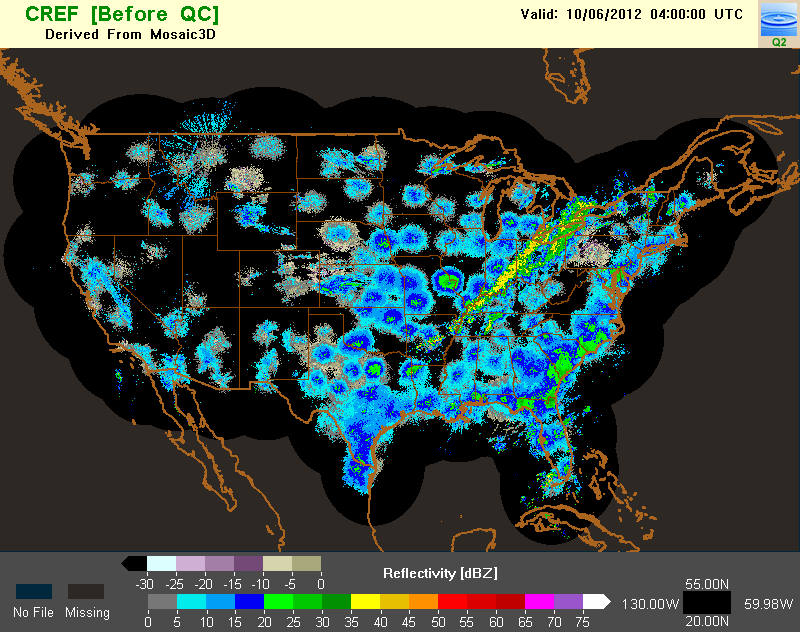 CREF [Before QC]
Derived From Mosaic3D
Valid: 10/06/2012 04:00:00 UTC
Q2
-30 -25 -20 -15 -10 -5 0
Reflectivity [dBZ]
No File Missing
0 5 10 15 20 25 30 35 40 45 50 55 60 65 70 75
55.00N
130.00W 59.98W
20.00N